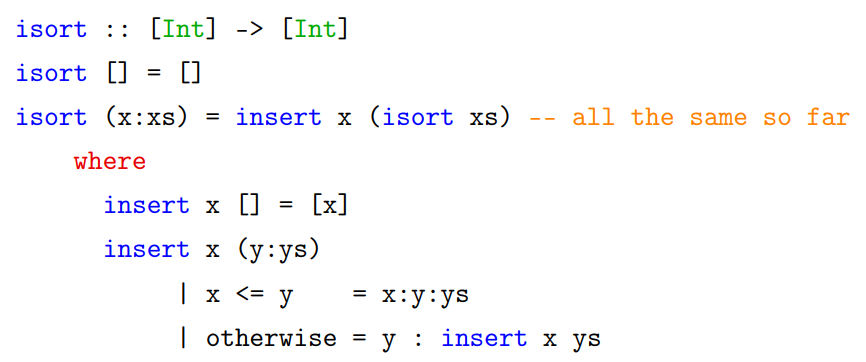 isort :: [Int] -> [Int]
isort [] = []
isort (x:xs) = insert x (isort xs) -- all the same so far
    where
      insert x [] = [x]
      insert x (y:ys)
           | x <= y    = x:y:ys
           | otherwise = y : insert x ys